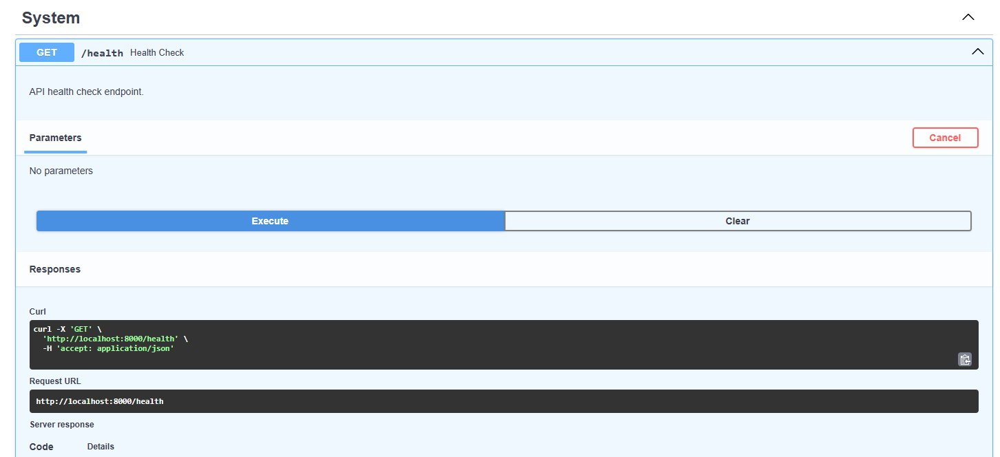 System
GET /health Health Check
API health check endpoint.
Parameters Cancel
No parameters
Execute Clear
Responses
Curl
curl -X 'GET' \
'http://localhost:8000/health' \
-H 'accept: application/json'
Request URL
http://localhost:8000/health
Server response
Code Details